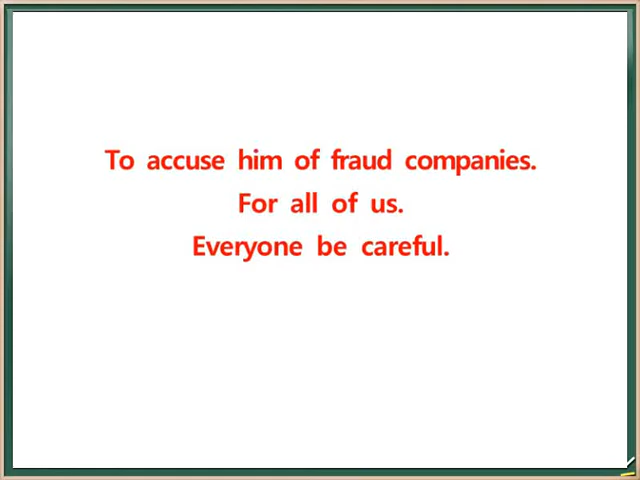 To accuse him of fraud companies.
For all of us.
Everyone be careful.